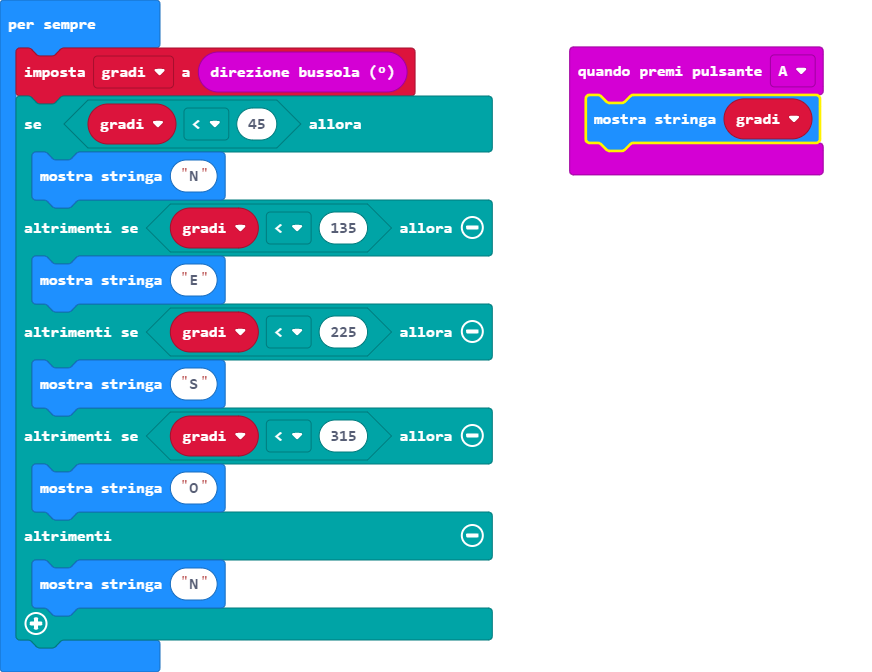 per sempre
imposta gradi a direzione bussola (º)
se gradi < 45 allora
mostra stringa "N"
altrimenti se gradi < 135 allora
mostra stringa "E"
altrimenti se gradi < 225 allora
mostra stringa "S"
altrimenti se gradi < 315 allora
mostra stringa "O"
altrimenti
mostra stringa "N"
quando premi pulsante A
mostra stringa gradi